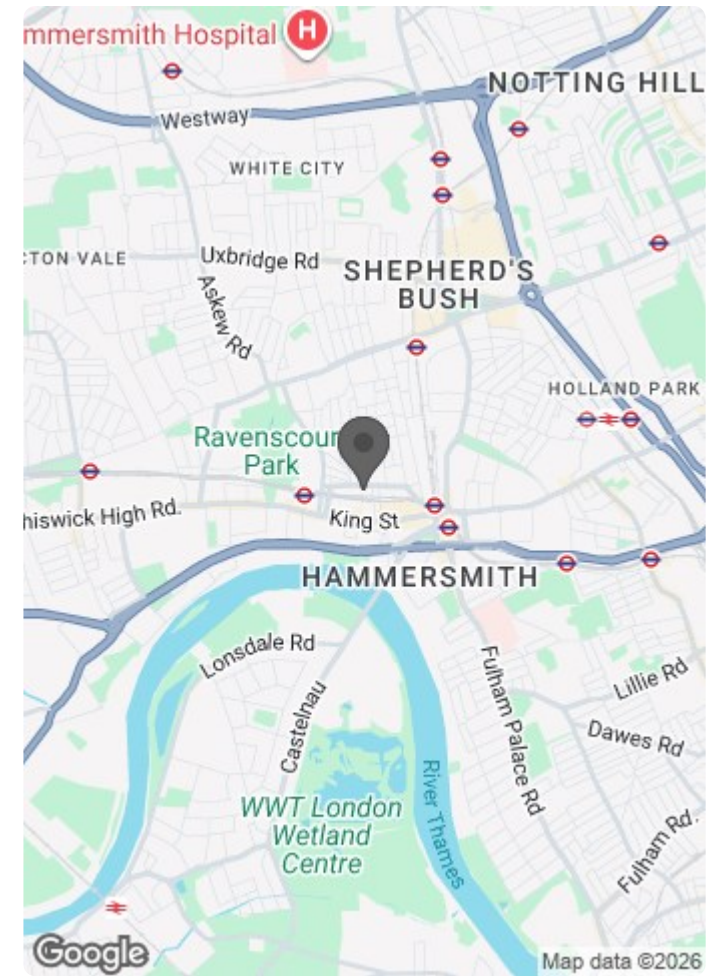 mmersmith Hospital
H
NOTTING HILL
Westway
WHITE CITY
CTON VALE
Uxbridge Rd
SHEPHERD'S
BUSH
Askew Rd
HOLLAND PARK
Ravenscour
Park
hiswick High Rd.
King St
HAMMERSMITH
Lonsdale Rd
Castelnau
Fulham Palace Rd
Lillie Rd
Dawes Rd
River Thames
WWT London
Wetland
Centre
Fulham Rd.
Google
Map data ©2026